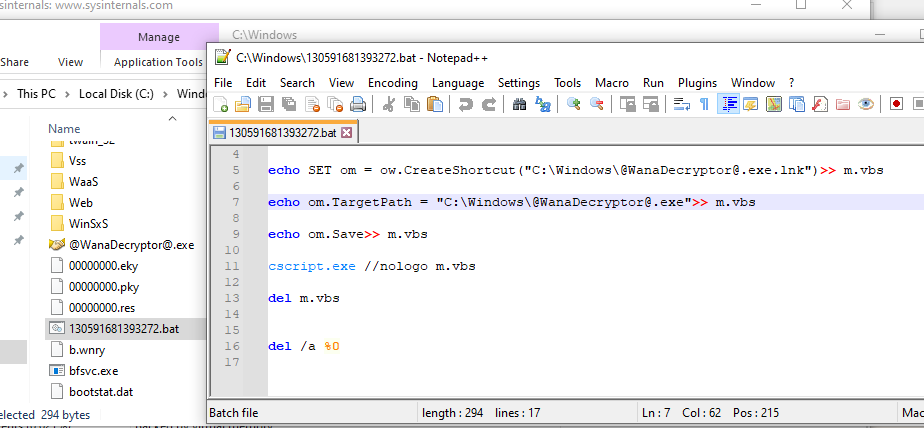 sinternals: www.sysinternals.com
Manage
C:\Windows
Share View Application Tools
This PC > Local Disk (C:) > Wind
Name
Vss
WaaS
Web
WinSxS
@WanaDecryptor@.exe
00000000.eky
00000000.pky
00000000.res
130591681393272.bat
b.wnry
bfsvc.exe
bootstat.dat
elected 294 bytes
C:\Windows\130591681393272.bat - Notepad++
File Edit Search View Encoding Language Settings Tools Macro Run Plugins Window ?
130591681393272.bat
4
5 echo SET om = ow.CreateShortcut("C:\Windows\@WanaDecryptor@.exe.lnk")>> m.vbs
6
7 echo om.TargetPath = "C:\Windows\@WanaDecryptor@.exe">> m.vbs
8
9 echo om.Save>> m.vbs
10
11 cscript.exe //nologo m.vbs
12
13 del m.vbs
14
15
16 del /a %0
17
Batch file length : 294 lines : 17 Ln : 7 Col : 62 Pos : 215 Mac